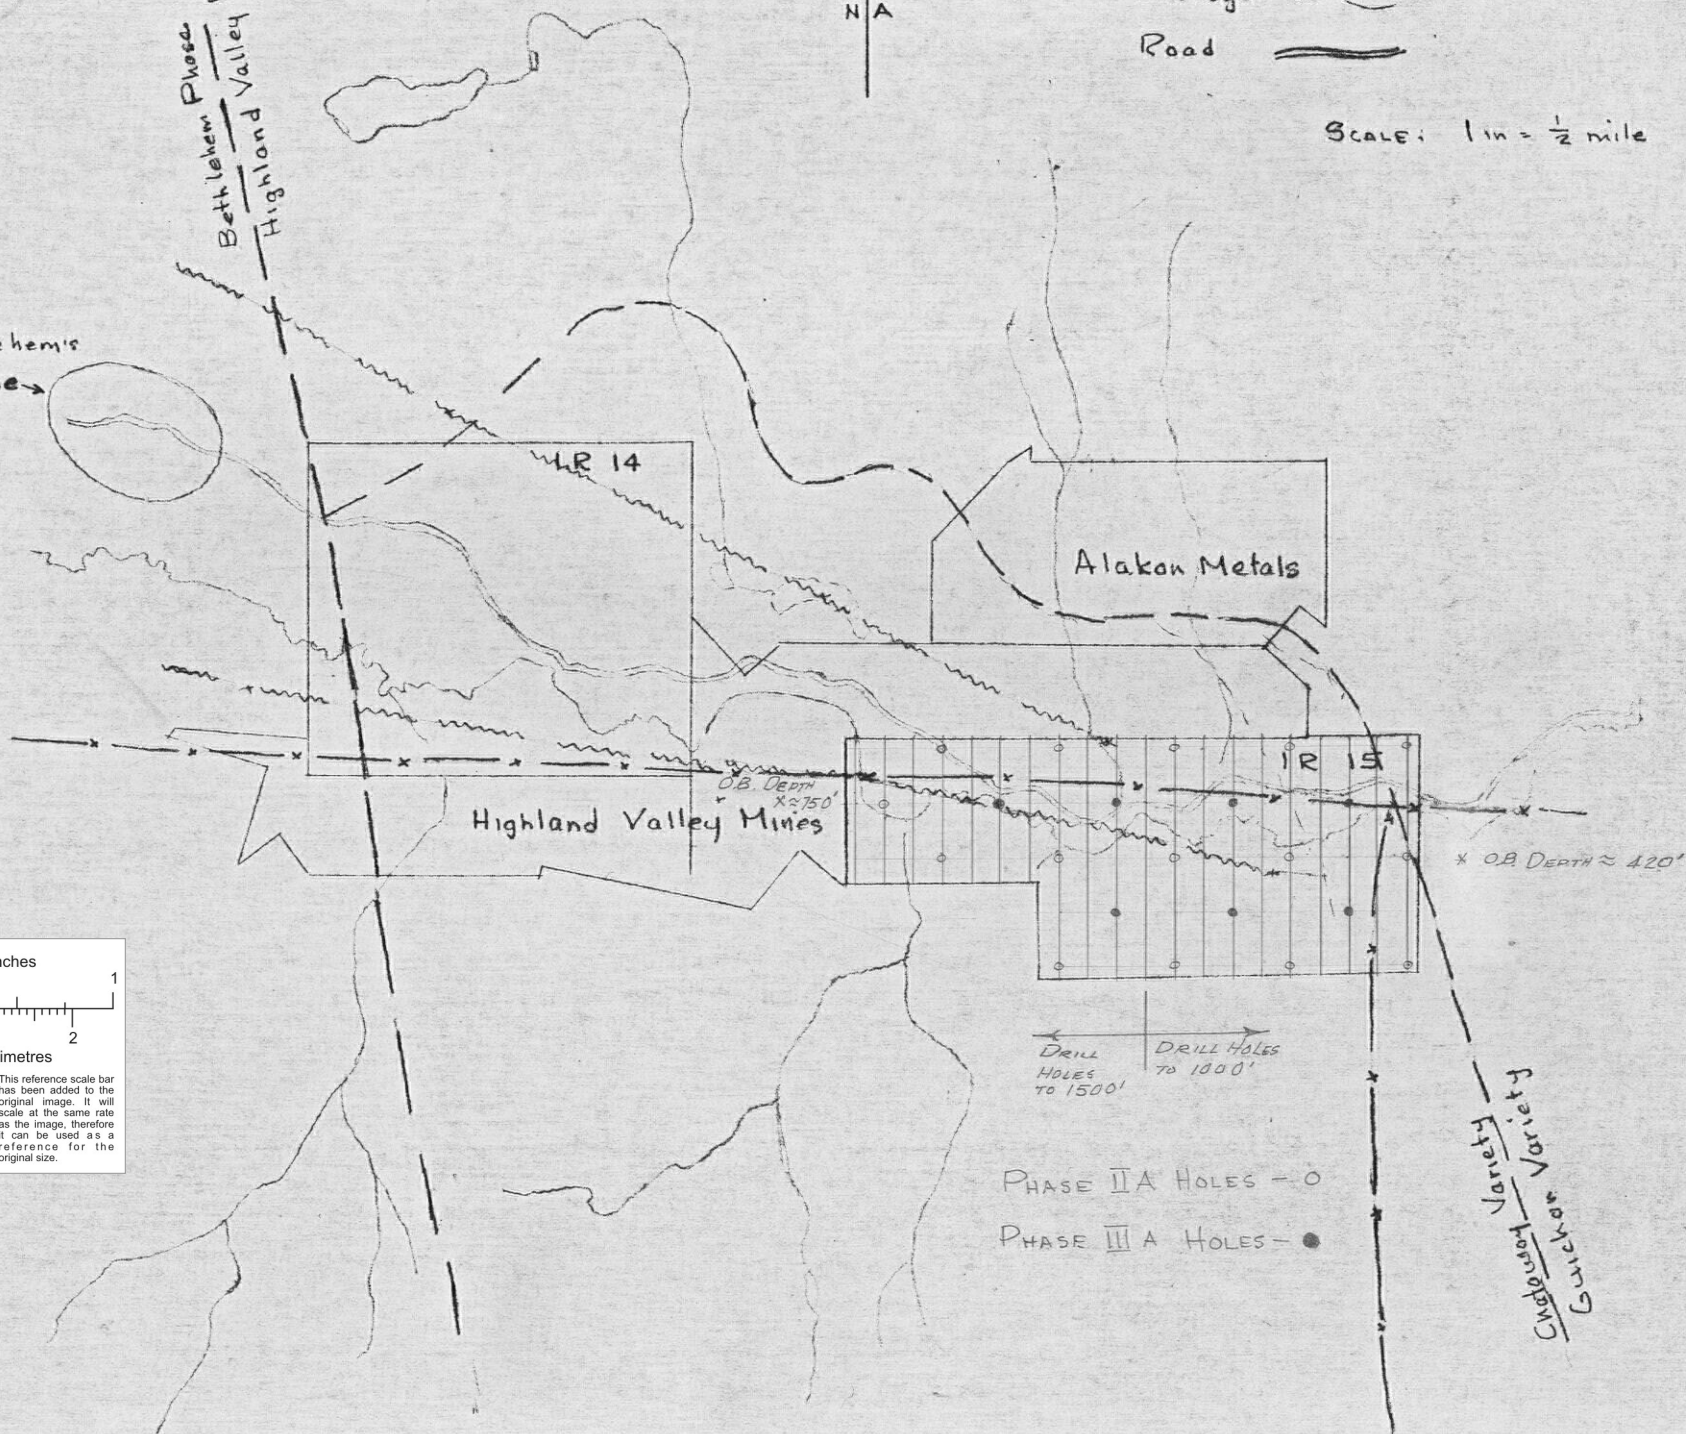 N A
Road
SCALE: 1 in = ½ mile
Bethlehem Phase
Highland Valley
hem's
e→
I R 14
Alakon Metals
I R 15
O.B. DEPTH
×≈750'
Highland Valley Mines
× O.B. DEPTH ≈ 420'
nches
1
2
imetres
This reference scale bar
has been added to the
original image. It will
scale at the same rate
as the image, therefore
it can be used as a
reference for the
original size.
DRILL
HOLES
TO 1500'
DRILL HOLES
TO 1000'
PHASE II A HOLES - ○
PHASE III A HOLES - ●
Chataway Variety
Guichon Variety